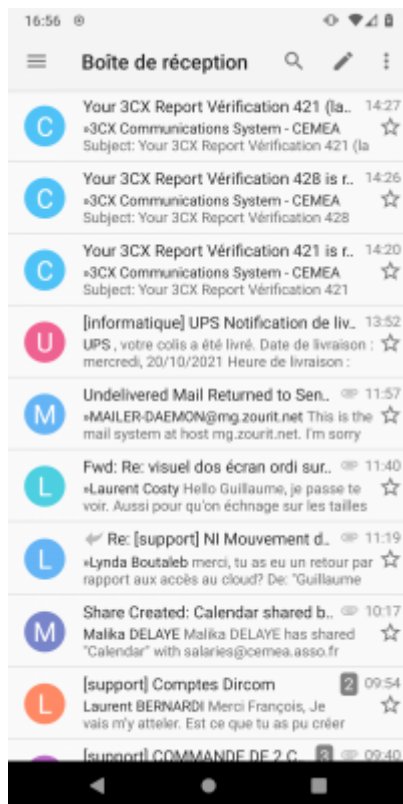 16:56
Boîte de réception
C Your 3CX Report Vérification 421 (la.. 14:27
»3CX Communications System - CEMEA
Subject: Your 3CX Report Vérification 421 (la
C Your 3CX Report Vérification 428 is r.. 14:26
»3CX Communications System - CEMEA
Subject: Your 3CX Report Vérification 428
C Your 3CX Report Vérification 421 is r.. 14:20
»3CX Communications System - CEMEA
Subject: Your 3CX Report Vérification 421
U [informatique] UPS Notification de liv.. 13:52
UPS , votre colis a été livré. Date de livraison :
mercredi, 20/10/2021 Heure de livraison :
M Undelivered Mail Returned to Sen.. 11:57
»MAILER-DAEMON@mg.zourit.net This is the
mail system at host mg.zourit.net. I'm sorry
L Fwd: Re: visuel dos écran ordi sur.. 11:40
»Laurent Costy Hello Guillaume, je passe te
voir. Aussi pour qu'on échnage sur les tailles
L Re: [support] NI Mouvement d.. 11:19
»Lynda Boutaleb merci, tu as eu un retour par
rapport aux accès au cloud? De: "Guillaume
M Share Created: Calendar shared b.. 10:17
Malika DELAYE Malika DELAYE has shared
"Calendar" with salaries@cemea.asso.fr
L [support] Comptes Dircom 2 09:54
Laurent BERNARDI Merci François, Je
vais m'y atteler. Est ce que tu as pu créer
[support] COMMANDE DE 2 C.. 3 09:40